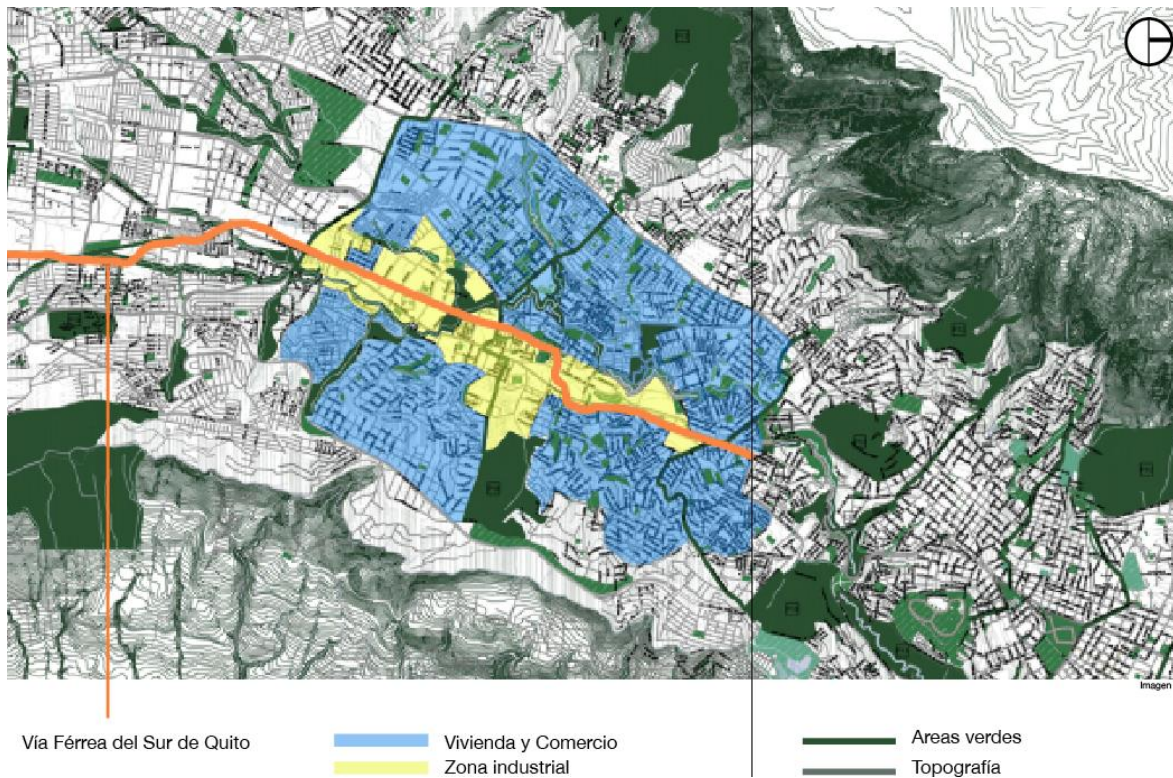 Imagen
Vía Férrea del Sur de Quito
Vivienda y Comercio
Zona industrial
Areas verdes
Topografía